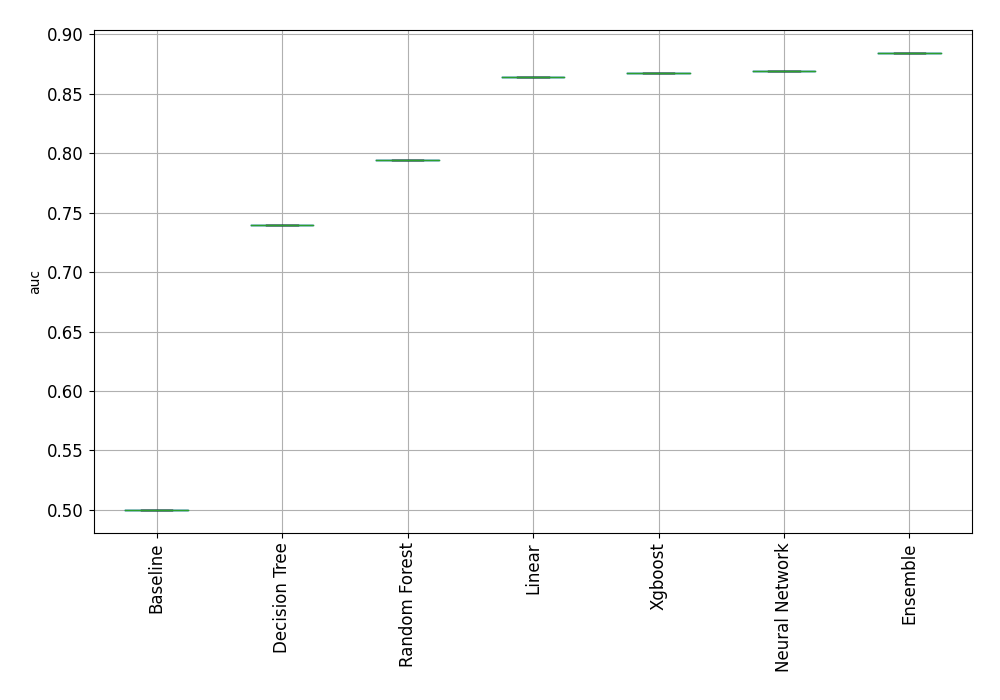 0.90
0.85
0.80
0.75
0.70
0.65
0.60
0.55
0.50
auc
Baseline
Decision Tree
Random Forest
Linear
Xgboost
Neural Network
Ensemble